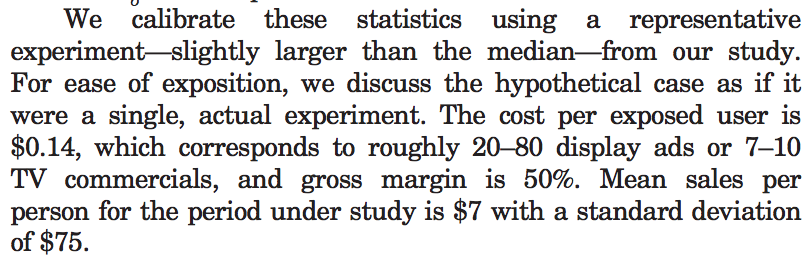 We calibrate these statistics using a representative
experiment—slightly larger than the median—from our study.
For ease of exposition, we discuss the hypothetical case as if it
were a single, actual experiment. The cost per exposed user is
$0.14, which corresponds to roughly 20–80 display ads or 7–10
TV commercials, and gross margin is 50%. Mean sales per
person for the period under study is $7 with a standard deviation
of $75.